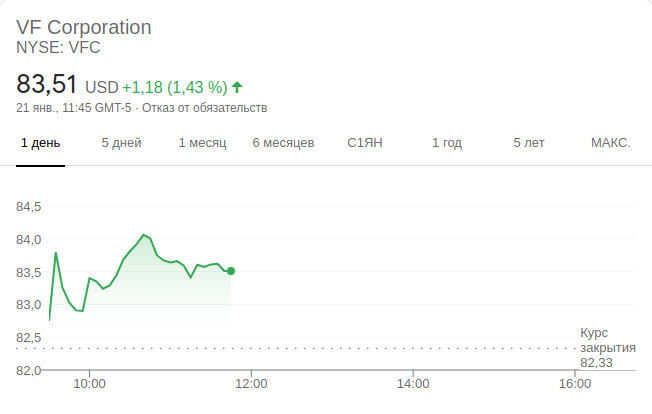 VF Corporation
NYSE: VFC
83,51 USD +1,18 (1,43 %)
21 янв., 11:45 GMT-5 · Отказ от обязательств
1 день 5 дней 1 месяц 6 месяцев С1ЯН 1 год 5 лет МАКС.
84,5
84,0
83,5
83,0
82,5
82,0
Курс
закрытия
82,33
10:00 12:00 14:00 16:00